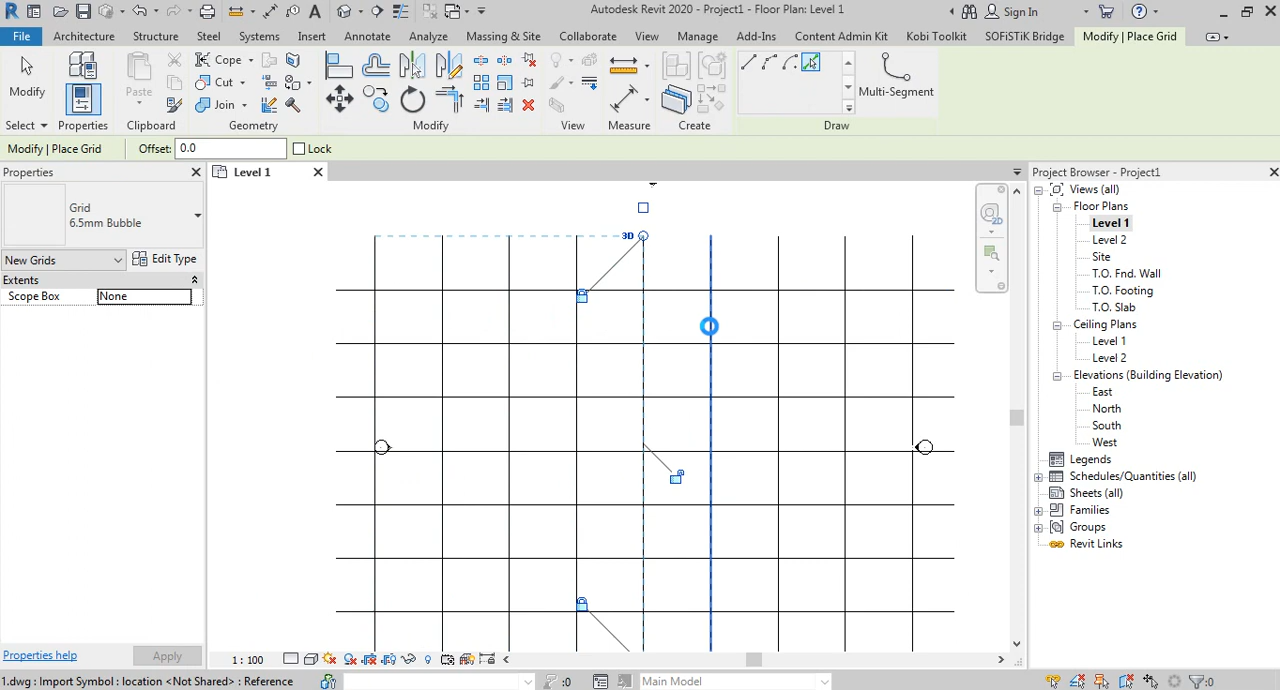 Autodesk Revit 2020 - Project1 - Floor Plan: Level 1
Sign In
File Architecture Structure Steel Systems Insert Annotate Analyze Massing & Site Collaborate View Manage Add-Ins Content Admin Kit Kobi Toolkit SOFiSTiK Bridge Modify | Place Grid
Cope
Cut
Join
Modify
Paste
Multi-Segment
Select Properties Clipboard Geometry Modify View Measure Create Draw
Modify | Place Grid Offset: 0.0 Lock
Properties
Level 1
Project Browser - Project1
Grid
6.5mm Bubble
New Grids
Edit Type
Extents
Scope Box None
3D
2D
Views (all)
Floor Plans
Level 1
Level 2
Site
T.O. Fnd. Wall
T.O. Footing
T.O. Slab
Ceiling Plans
Level 1
Level 2
Elevations (Building Elevation)
East
North
South
West
Legends
Schedules/Quantities (all)
Sheets (all)
Families
Groups
Revit Links
Properties help Apply
1 : 100
1.dwg : Import Symbol : location <Not Shared> : Reference
:0
Main Model
:0